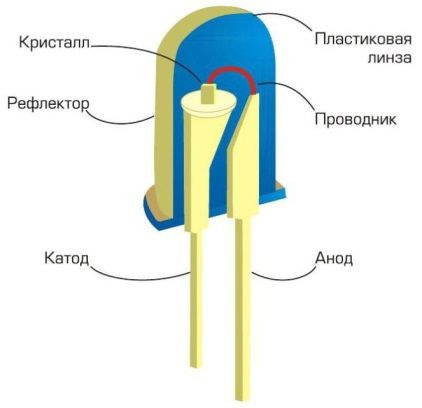 Кристалл
Пластиковая
линза
Рефлектор
Проводник
Катод
Анод